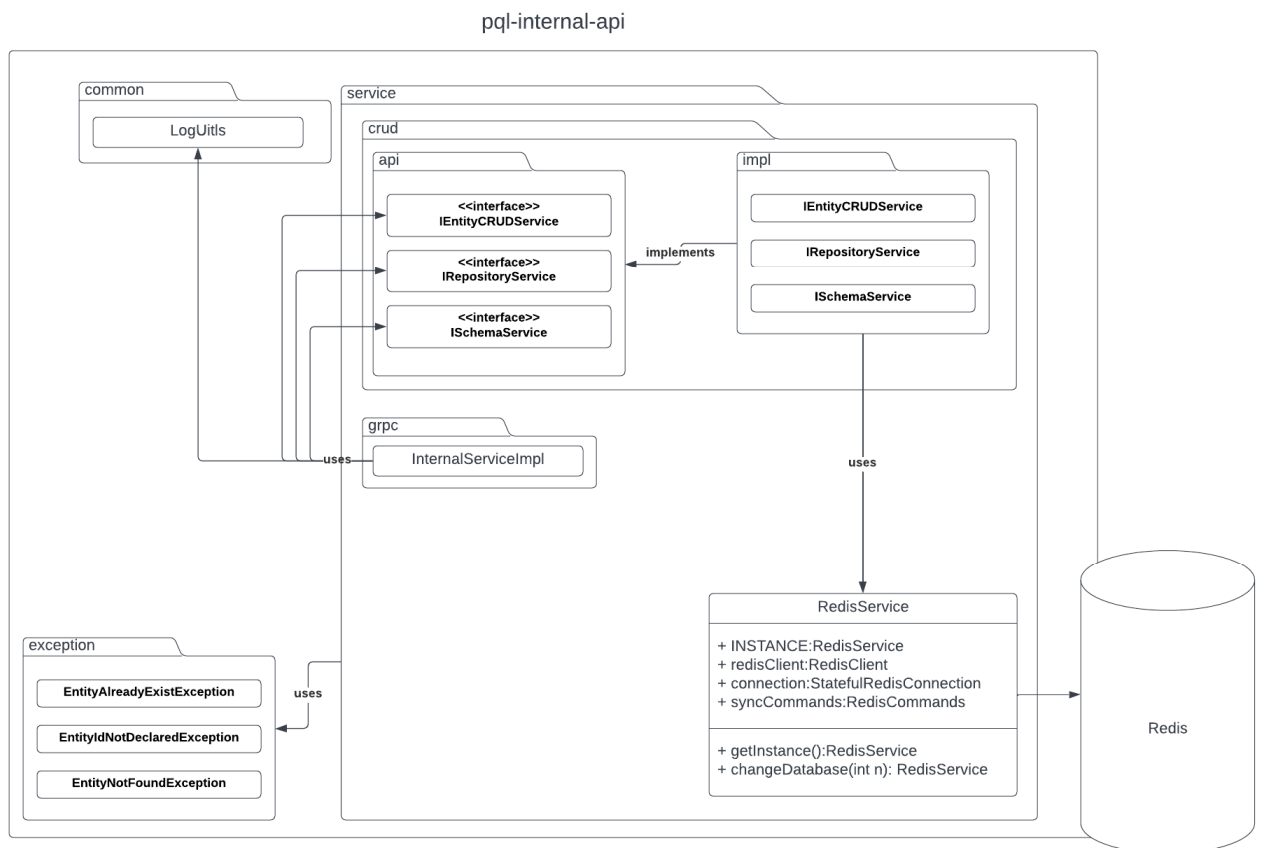 pql-internal-api
common
LogUitls
service
crud
api
<<interface>>
IEntityCRUDService
<<interface>>
IRepositoryService
<<interface>>
ISchemaService
implements
impl
IEntityCRUDService
IRepositoryService
ISchemaService
grpc
InternalServiceImpl
uses
uses
RedisService
+ INSTANCE:RedisService
+ redisClient:RedisClient
+ connection:StatefulRedisConnection
+ syncCommands:RedisCommands
+ getInstance():RedisService
+ changeDatabase(int n): RedisService
Redis
exception
EntityAlreadyExistException
EntityIdNotDeclaredException
EntityNotFoundException
uses